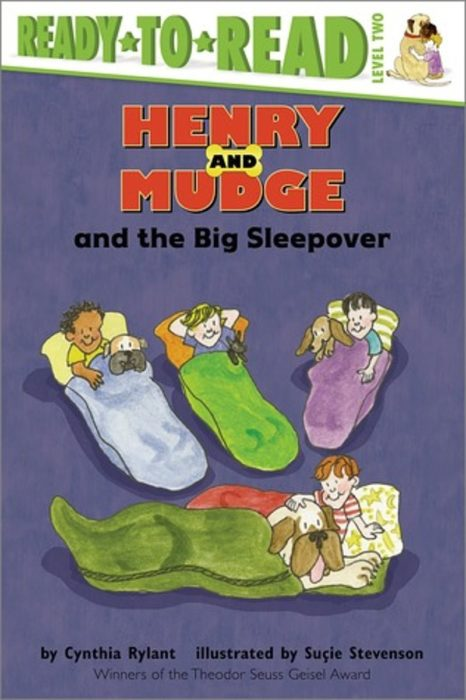 READY★TO★READ
LEVEL TWO
HENRY
AND
MUDGE
and the Big Sleepover
by Cynthia Rylant illustrated by Suçie Stevenson
Winners of the Theodor Seuss Geisel Award